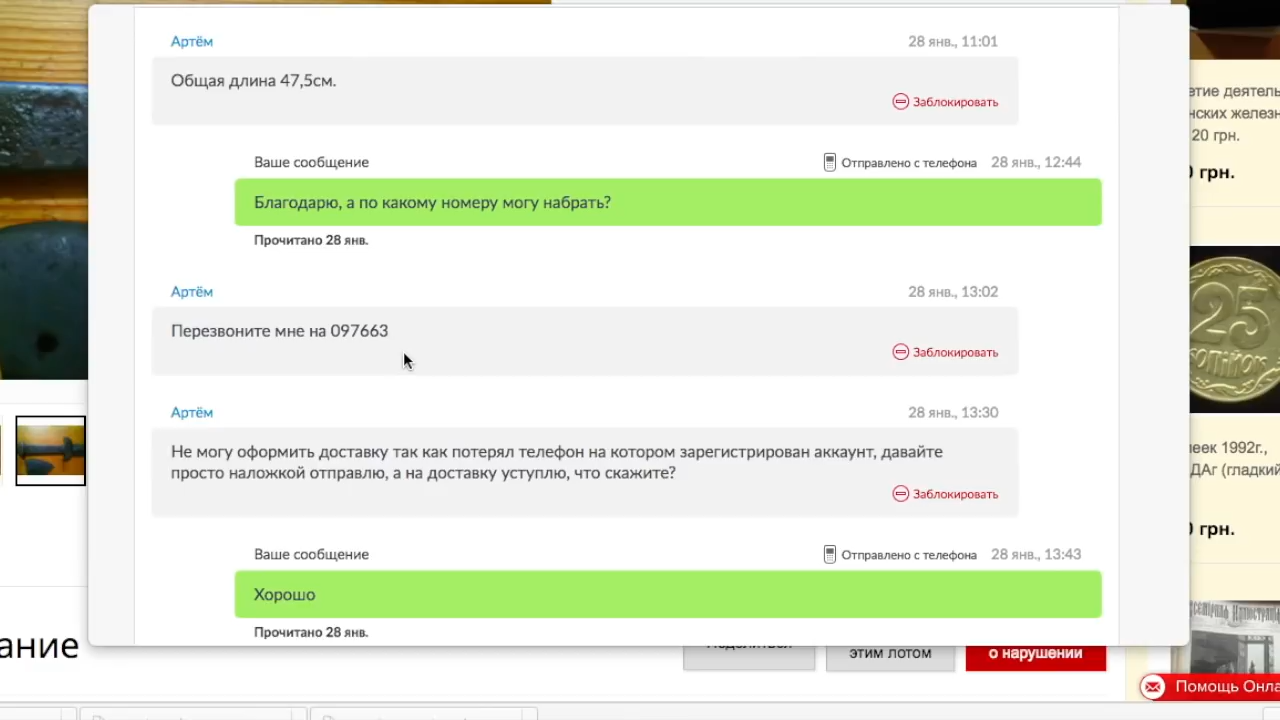 Артём
28 янв., 11:01
Общая длина 47,5см.
Заблокировать
Ваше сообщение
Отправлено с телефона 28 янв., 12:44
Благодарю, а по какому номеру могу набрать?
Прочитано 28 янв.
Артём
28 янв., 13:02
Перезвоните мне на 097663
Заблокировать
Артём
28 янв., 13:30
Не могу оформить доставку так как потерял телефон на котором зарегистрирован аккаунт, давайте
просто наложкой отправлю, а на доставку уступлю, что скажите?
Заблокировать
Ваше сообщение
Отправлено с телефона 28 янв., 13:43
Хорошо
Прочитано 28 янв.
ание
этим лотом
о нарушении
20 грн.
грн.
25
1992г.,
ДАг (гладкий
грн.
Помощь Онла